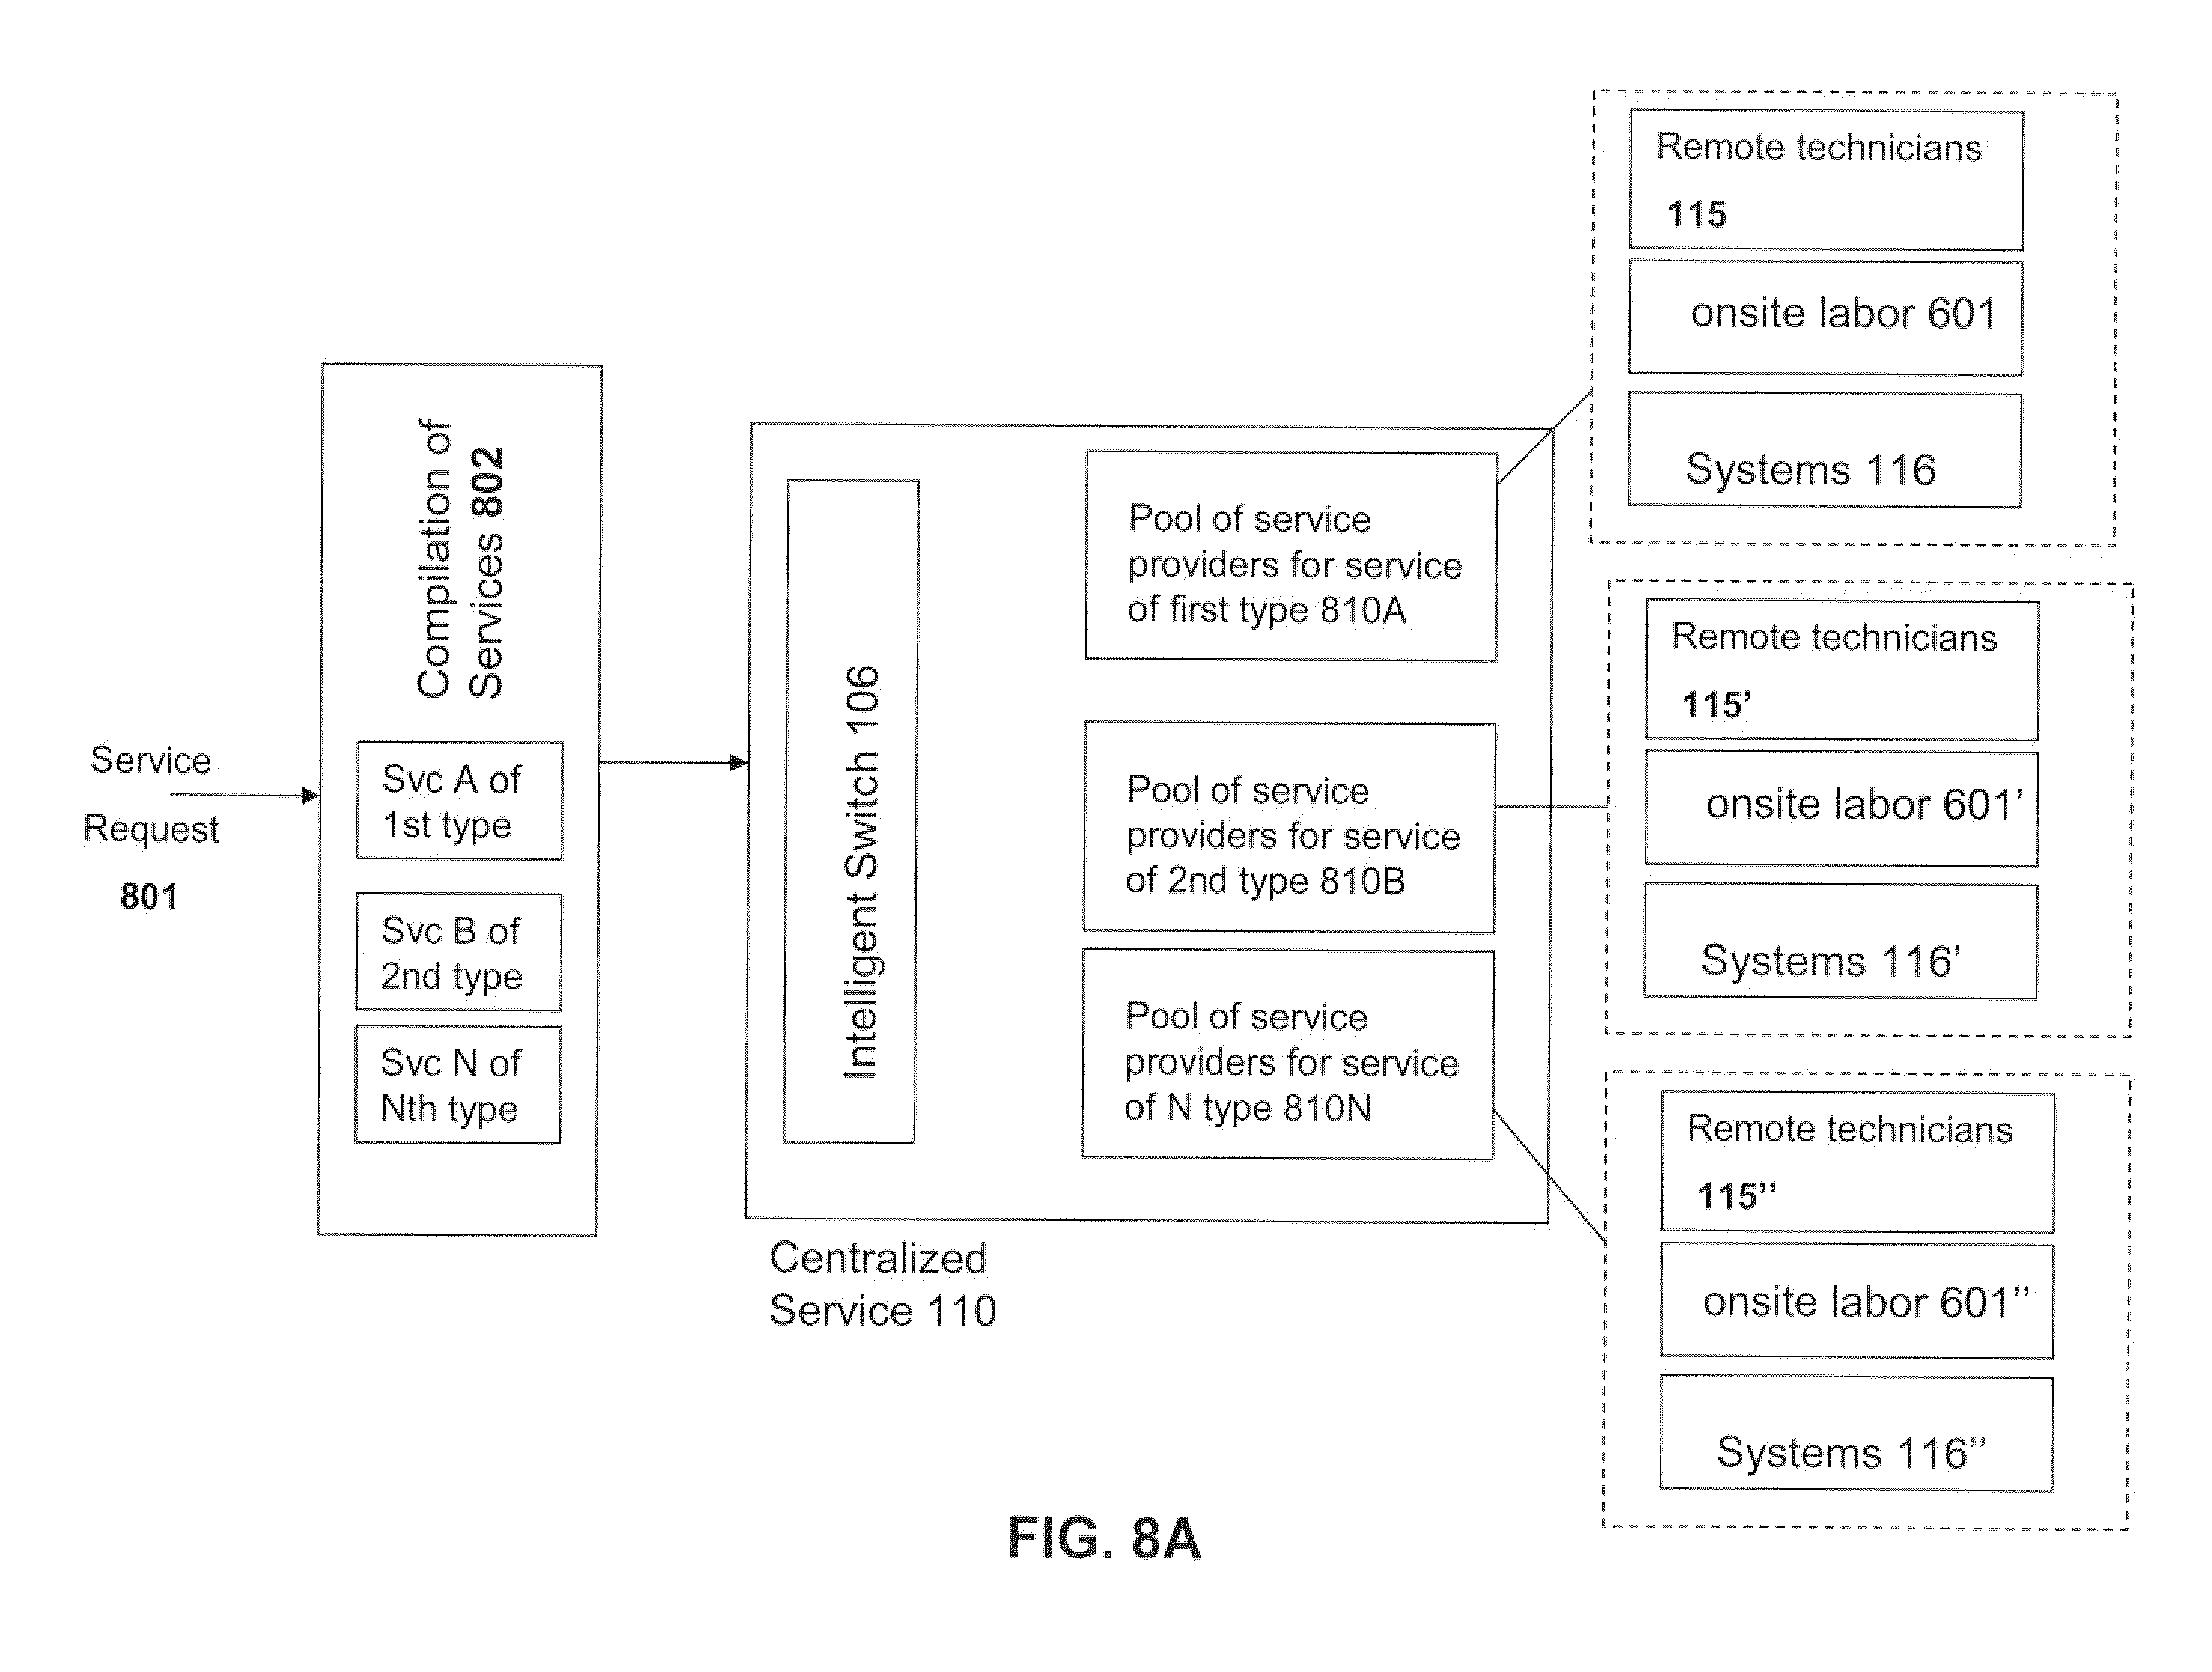 Service
Request
801
Compilation of
Services 802
Svc A of
1st type
Svc B of
2nd type
Svc N of
Nth type
Intelligent Switch 106
Pool of service
providers for service
of first type 810A
Pool of service
providers for service
of 2nd type 810B
Pool of service
providers for service
of N type 810N
Centralized
Service 110
Remote technicians
115
onsite labor 601
Systems 116
Remote technicians
115’
onsite labor 601’
Systems 116’
Remote technicians
115’’
onsite labor 601’’
Systems 116’’
FIG. 8A